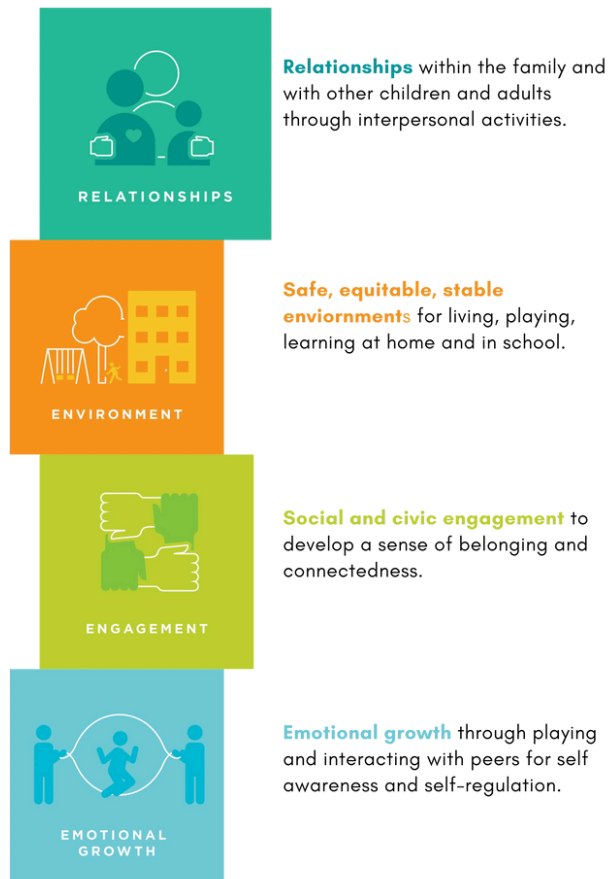 RELATIONSHIPS
Relationships within the family and
with other children and adults
through interpersonal activities.
ENVIRONMENT
Safe, equitable, stable
enviornments for living, playing,
learning at home and in school.
ENGAGEMENT
Social and civic engagement to
develop a sense of belonging and
connectedness.
EMOTIONAL
GROWTH
Emotional growth through playing
and interacting with peers for self
awareness and self-regulation.